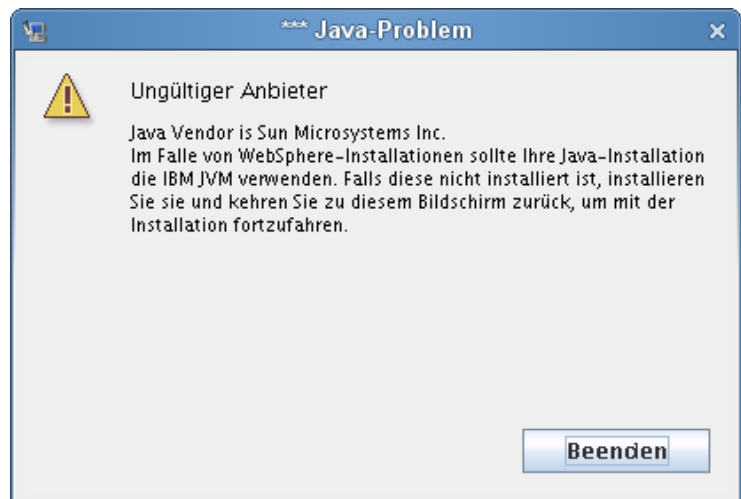 *** Java-Problem
Ungültiger Anbieter
Java Vendor is Sun Microsystems Inc.
Im Falle von WebSphere-Installationen sollte Ihre Java-Installation
die IBM JVM verwenden. Falls diese nicht installiert ist, installieren
Sie sie und kehren Sie zu diesem Bildschirm zurück, um mit der
Installation fortzufahren.
Beenden